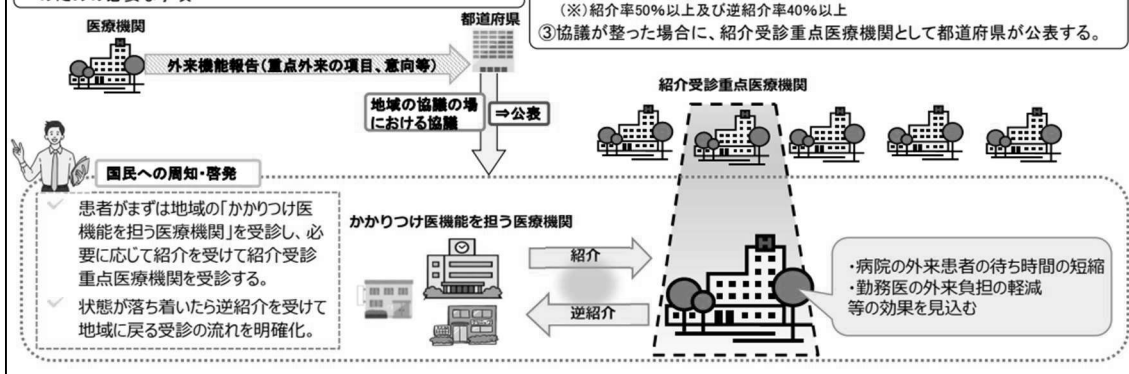 （※）紹介率50％以上及び逆紹介率40％以上
③協議が整った場合に、紹介受診重点医療機関として都道府県が公表する。
医療機関
都道府県
外来機能報告（重点外来の項目、意向等）
地域の協議の場
における協議
⇒公表
紹介受診重点医療機関
国民への周知・啓発
患者がまずは地域の「かかりつけ医
機能を担う医療機関」を受診し、必
要に応じて紹介を受けて紹介受診
重点医療機関を受診する。
状態が落ち着いたら逆紹介を受けて
地域に戻る受診の流れを明確化。
かかりつけ医機能を担う医療機関
紹介
逆紹介
・病院の外来患者の待ち時間の短縮
・勤務医の外来負担の軽減
等の効果を見込む